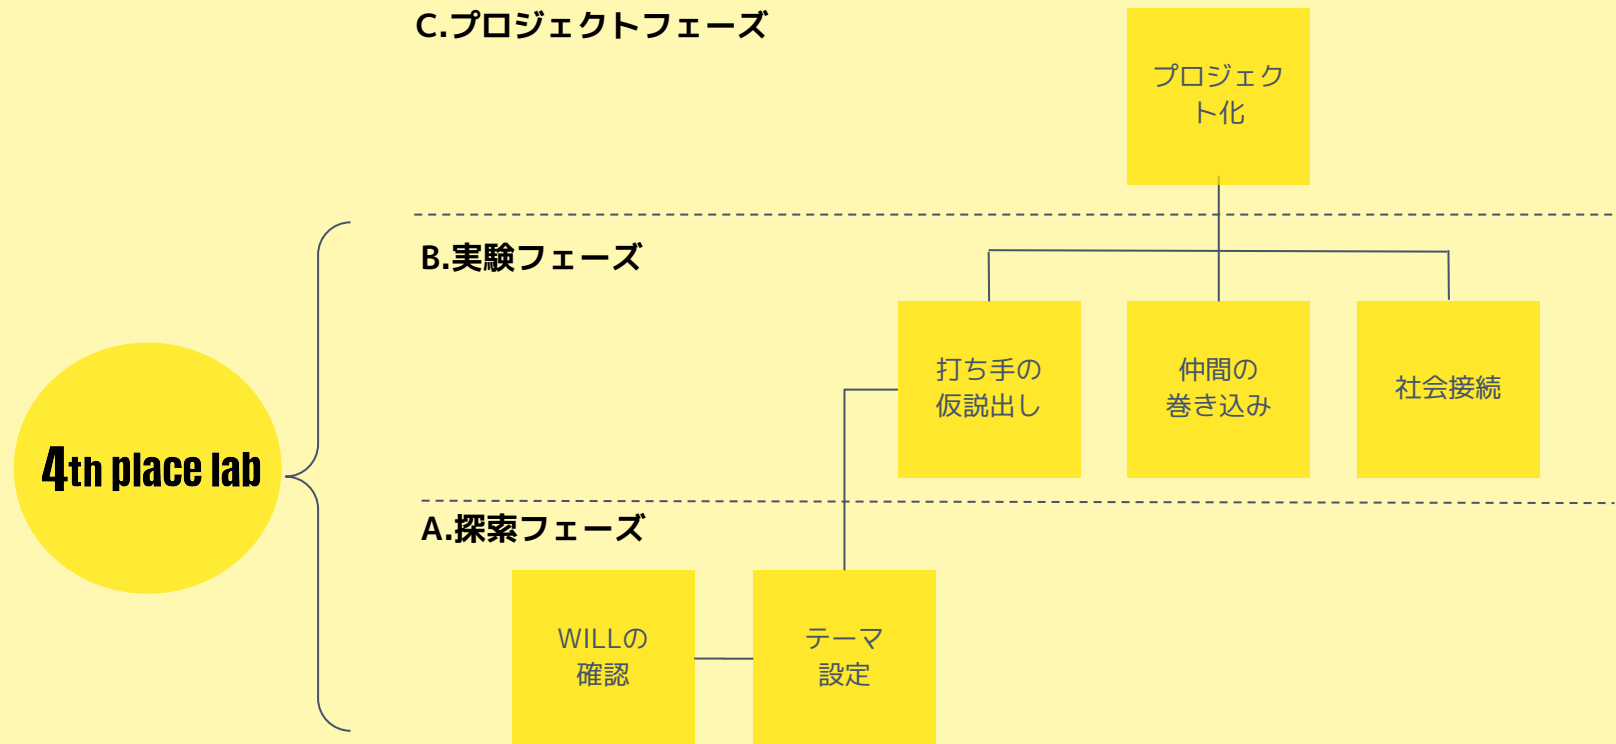 C.プロジェクトフェーズ
プロジェク
ト化
B.実験フェーズ
打ち手の
仮説出し
仲間の
巻き込み
社会接続
4th place lab
A.探索フェーズ
WILLの
確認
テーマ
設定